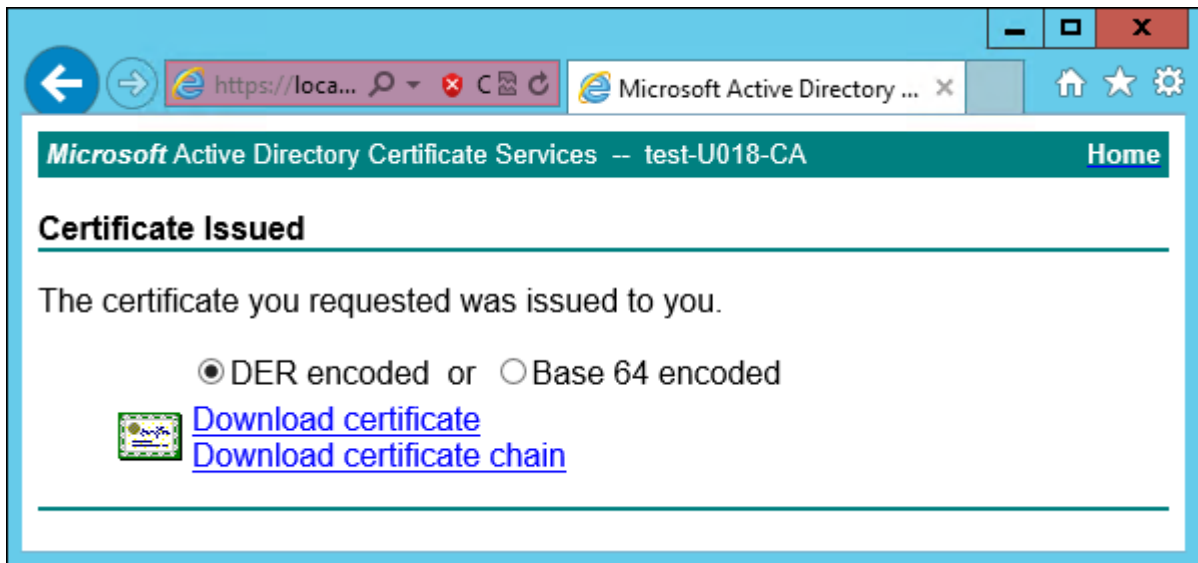 https://loca...
Microsoft Active Directory ...
Microsoft Active Directory Certificate Services -- test-U018-CA Home
Certificate Issued
The certificate you requested was issued to you.
DER encoded or Base 64 encoded
Download certificate
Download certificate chain